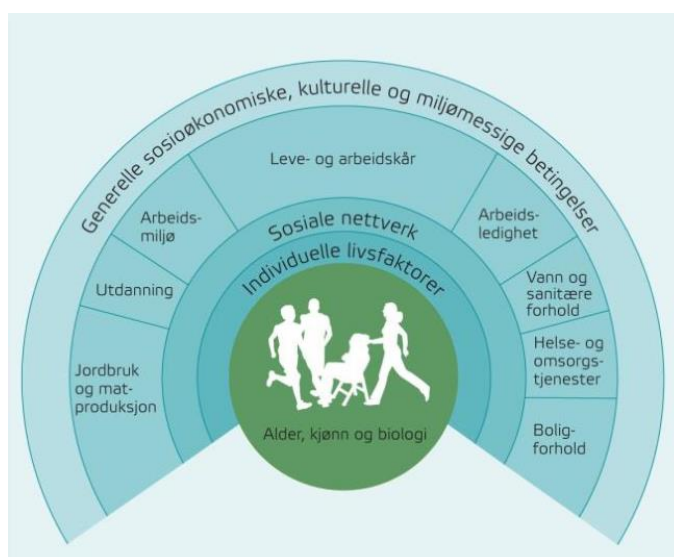 Generelle sosioøkonomiske, kulturelle og miljømessige betingelser
Leve- og arbeidskår
Arbeids-
miljø
Utdanning
Jordbruk
og mat-
produksjon
Arbeids-
ledighet
Vann og
sanitære
forhold
Helse- og
omsorgs-
tjenester
Bolig-
forhold
Sosiale nettverk
Individuelle livsfaktorer
Alder, kjønn og biologi